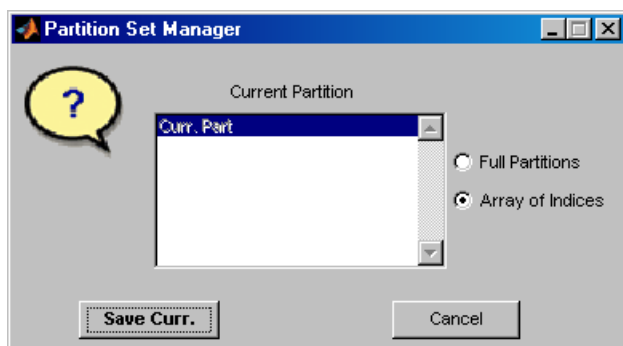 Partition Set Manager
?
Current Partition
Curr. Part
Full Partitions
Array of Indices
Save Curr.
Cancel